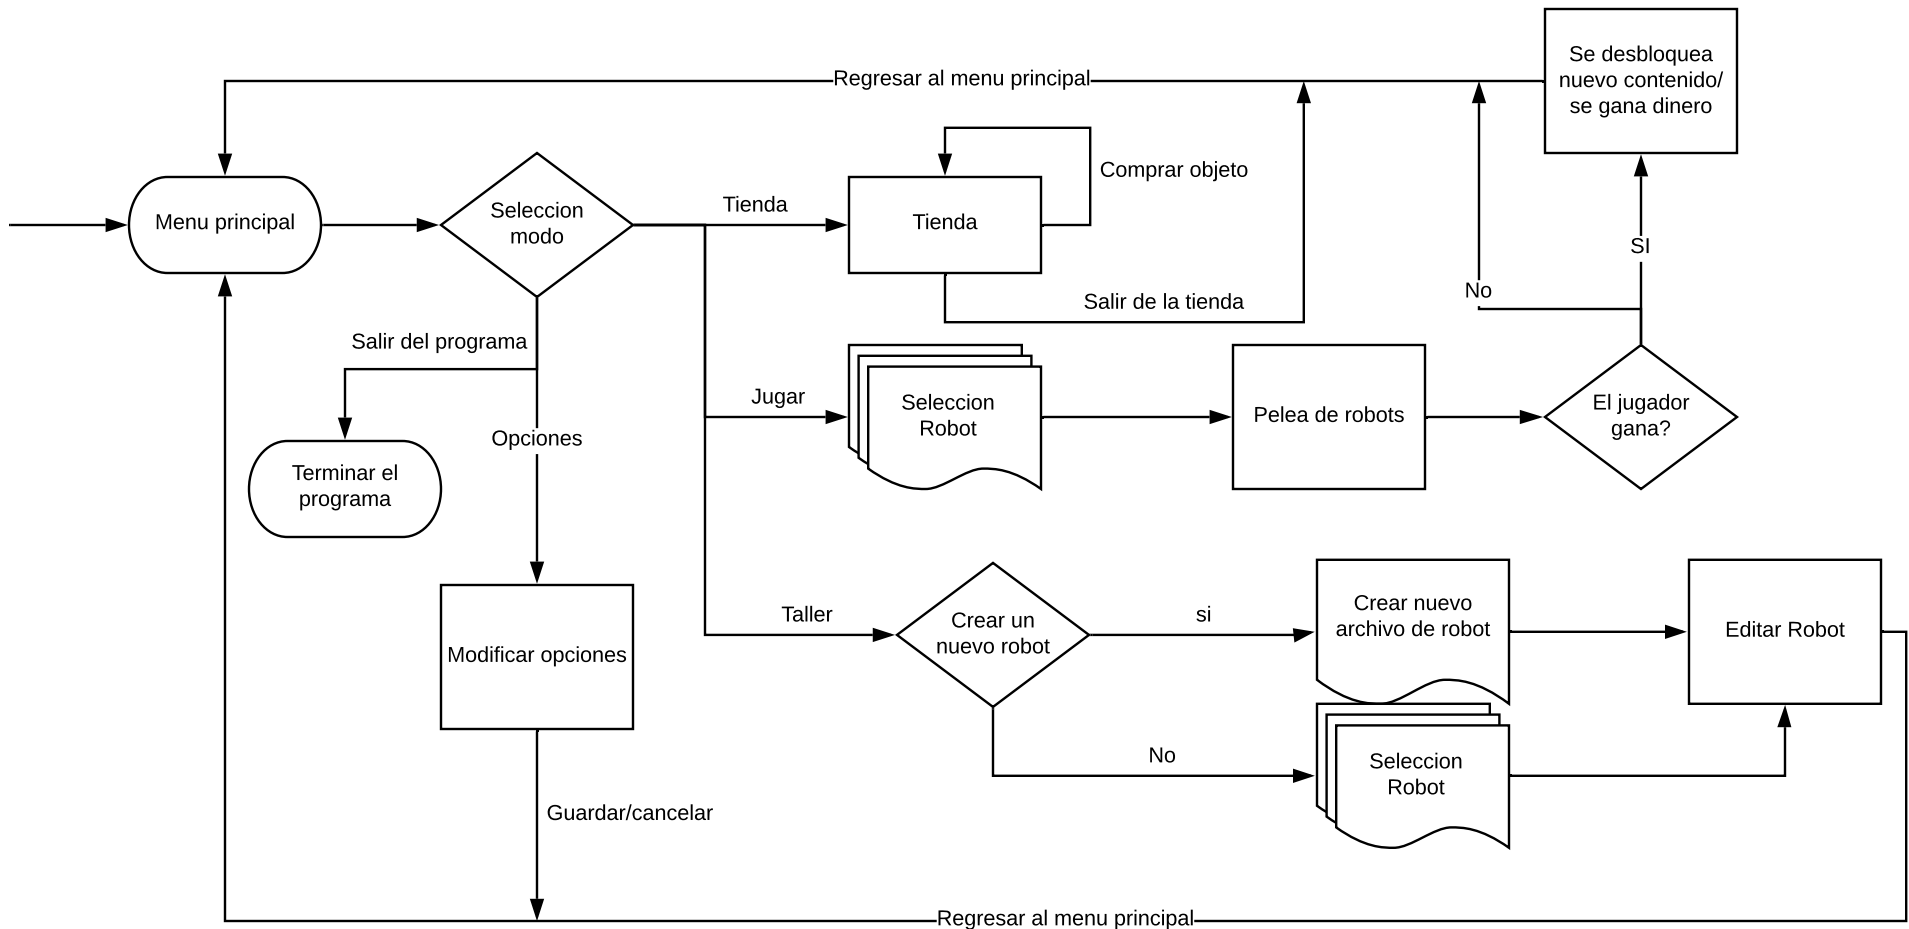 Se desbloquea
nuevo contenido/
se gana dinero
Regresar al menu principal
Comprar objeto
Menu principal
Seleccion
modo
Tienda
Tienda
SI
No
Salir de la tienda
Salir del programa
Jugar
Seleccion
Robot
Pelea de robots
El jugador
gana?
Opciones
Terminar el
programa
Taller
Crear un
nuevo robot
si
Crear nuevo
archivo de robot
Editar Robot
Modificar opciones
No
Seleccion
Robot
Guardar/cancelar
Regresar al menu principal